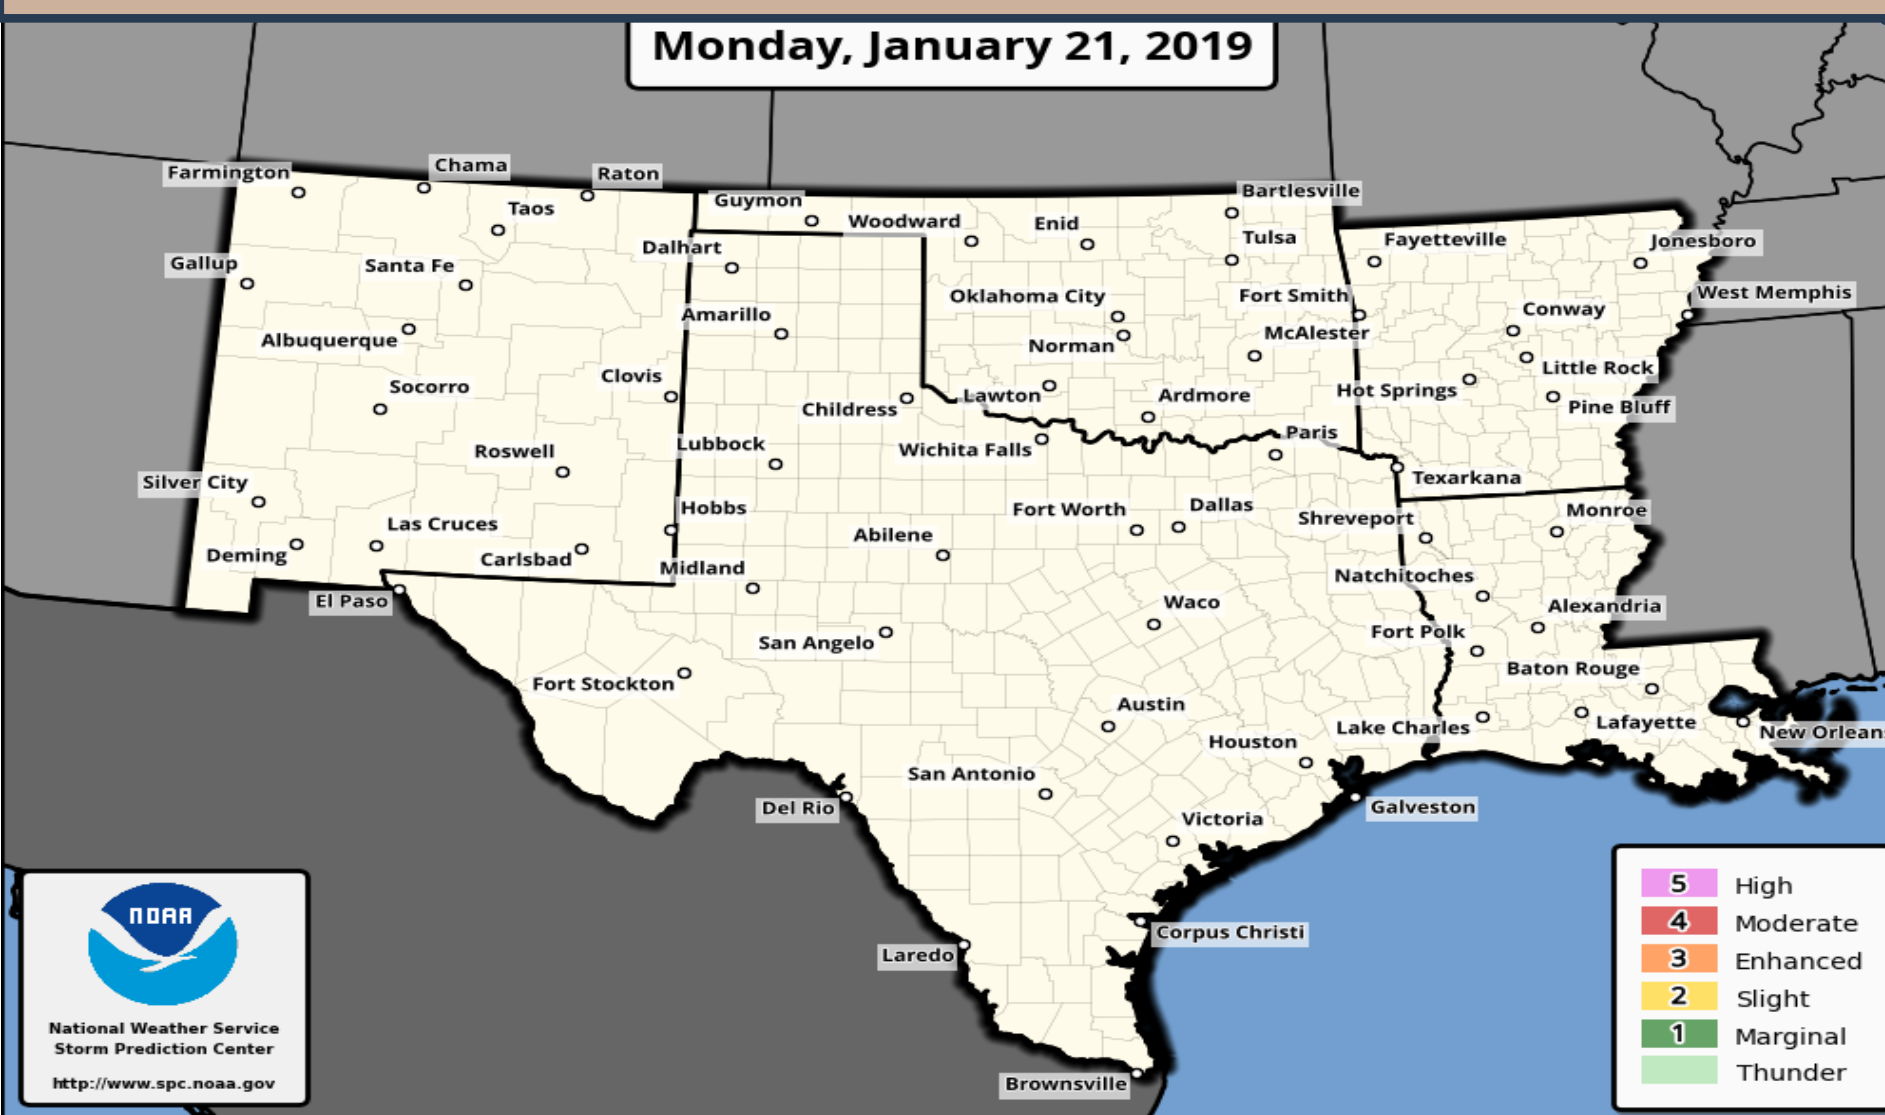 Monday, January 21, 2019
Farmington
Chama
Raton
Taos
Guymon
Woodward
Enid
Bartlesville
Gallup
Santa Fe
Dalhart
Tulsa
Fayetteville
Jonesboro
Albuquerque
Amarillo
Oklahoma City
Fort Smith
Conway
West Memphis
Norman
McAlester
Socorro
Clovis
Childress
Lawton
Ardmore
Hot Springs
Little Rock
Pine Bluff
Roswell
Lubbock
Wichita Falls
Paris
Silver City
Texarkana
Las Cruces
Hobbs
Fort Worth
Dallas
Shreveport
Monroe
Deming
Carlsbad
Midland
Abilene
Natchitoches
El Paso
Waco
Alexandria
San Angelo
Fort Polk
Fort Stockton
Baton Rouge
Austin
Lake Charles
Lafayette
New Orleans
Houston
San Antonio
Del Rio
Galveston
Victoria
Corpus Christi
Laredo
Brownsville
NOAA
National Weather Service
Storm Prediction Center
http://www.spc.noaa.gov
5 High
4 Moderate
3 Enhanced
2 Slight
1 Marginal
Thunder